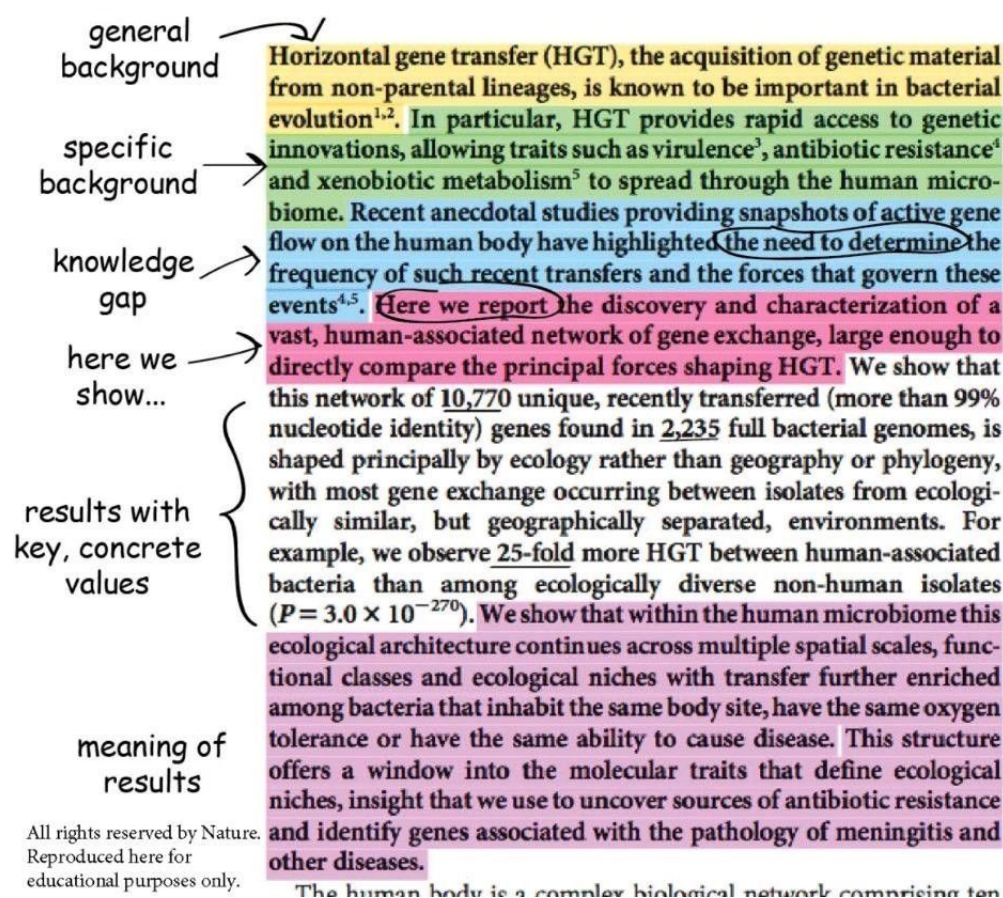 general
background
Horizontal gene transfer (HGT), the acquisition of genetic material
from non-parental lineages, is known to be important in bacterial
evolution1,2. In particular, HGT provides rapid access to genetic
specific
background
innovations, allowing traits such as virulence3, antibiotic resistance4
and xenobiotic metabolism5 to spread through the human micro-
biome. Recent anecdotal studies providing snapshots of active gene
flow on the human body have highlighted the need to determine the
knowledge
gap
frequency of such recent transfers and the forces that govern these
events4,5. Here we report the discovery and characterization of a
here we
show...
vast, human-associated network of gene exchange, large enough to
directly compare the principal forces shaping HGT. We show that
this network of 10,770 unique, recently transferred (more than 99%
nucleotide identity) genes found in 2,235 full bacterial genomes, is
shaped principally by ecology rather than geography or phylogeny,
with most gene exchange occurring between isolates from ecologi-
results with
key, concrete
values
cally similar, but geographically separated, environments. For
example, we observe 25-fold more HGT between human-associated
bacteria than among ecologically diverse non-human isolates
(P = 3.0 × 10−270). We show that within the human microbiome this
ecological architecture continues across multiple spatial scales, func-
tional classes and ecological niches with transfer further enriched
among bacteria that inhabit the same body site, have the same oxygen
meaning of
results
tolerance or have the same ability to cause disease. This structure
offers a window into the molecular traits that define ecological
niches, insight that we use to uncover sources of antibiotic resistance
and identify genes associated with the pathology of meningitis and
other diseases.
All rights reserved by Nature.
Reproduced here for
educational purposes only.
The human body is a complex biological network comprising ten